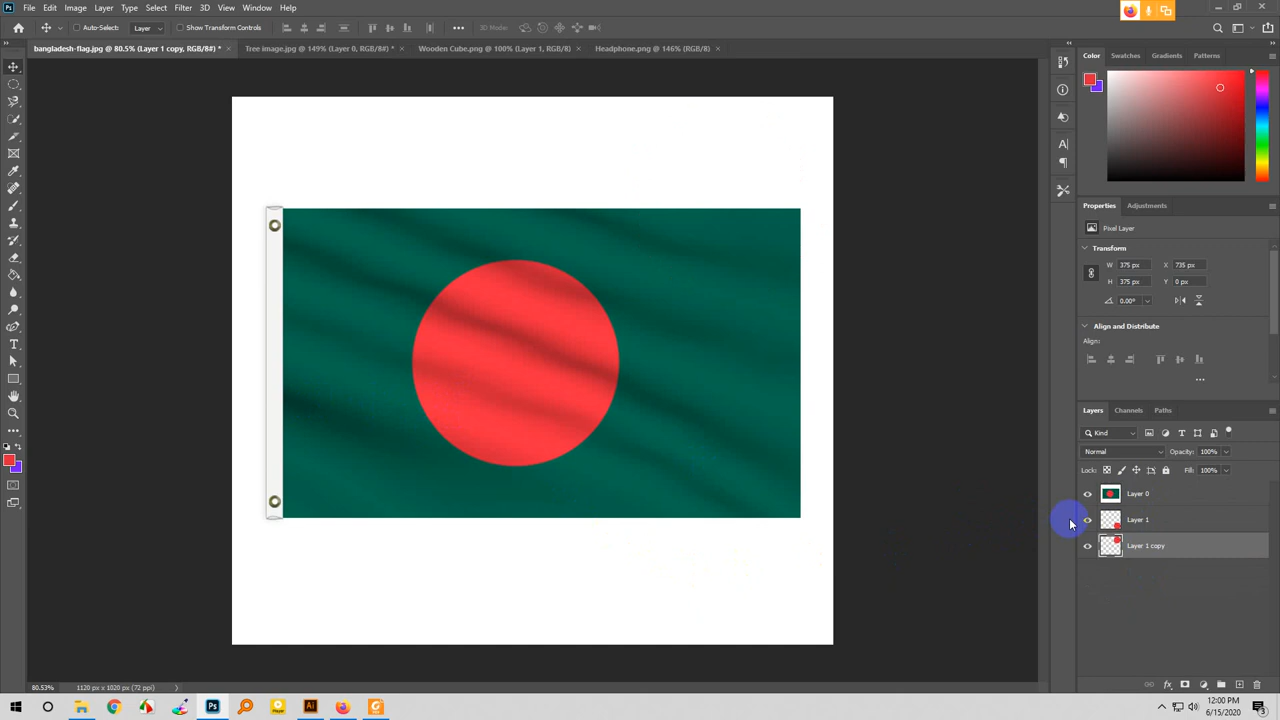 Ps File Edit Image Layer Type Select Filter 3D View Window Help
Auto-Select: Layer Show Transform Controls 3D Mode:
bangladesh-flag.jpg @ 80.5% (Layer 1 copy, RGB/8#) * × Tree image.jpg @ 149% (Layer 0, RGB/8#) * × Wooden Cube.png @ 100% (Layer 1, RGB/8) × Headphone.png @ 146% (RGB/8) ×
Color Swatches Gradients Patterns
Properties Adjustments
Pixel Layer
Transform
W 375 px X 735 px
H 375 px Y 0 px
0.00°
Align and Distribute
Align:
Layers Channels Paths
Kind
Normal Opacity: 100%
Lock: Fill: 100%
Layer 0
Layer 1
Layer 1 copy
80.53% 1120 px x 1020 px (72 ppi)
Ps Ai 12:00 PM
6/15/2020